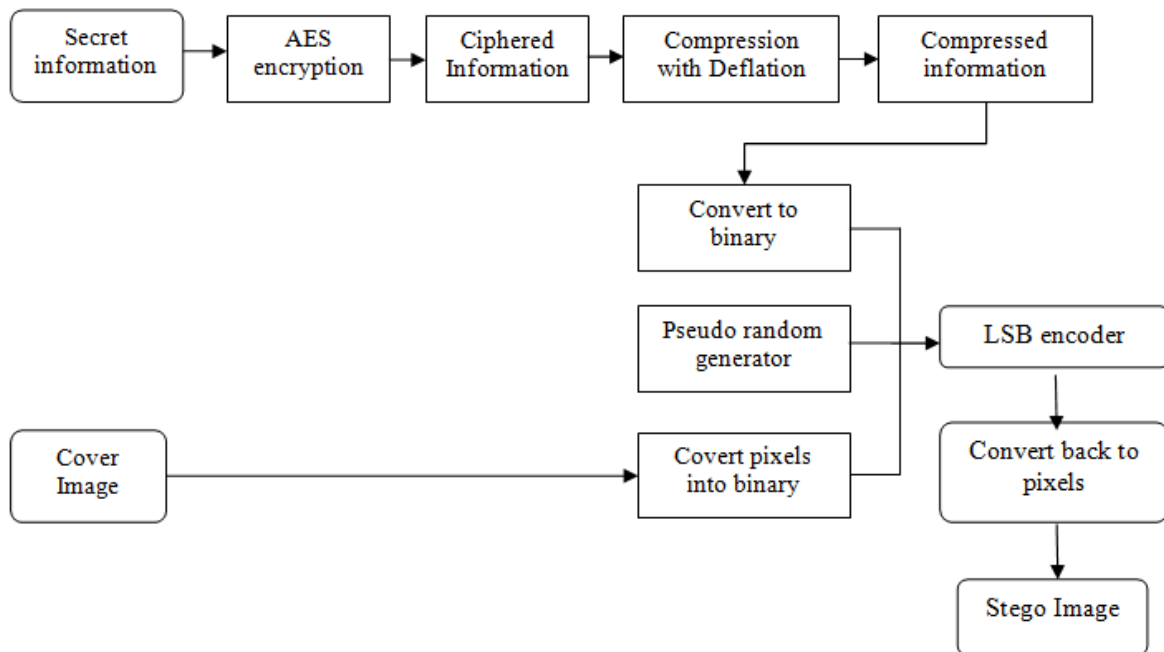 Secret
information
AES
encryption
Ciphered
Information
Compression
with Deflation
Compressed
information
Convert to
binary
Pseudo random
generator
LSB encoder
Cover
Image
Covert pixels
into binary
Convert back to
pixels
Stego Image